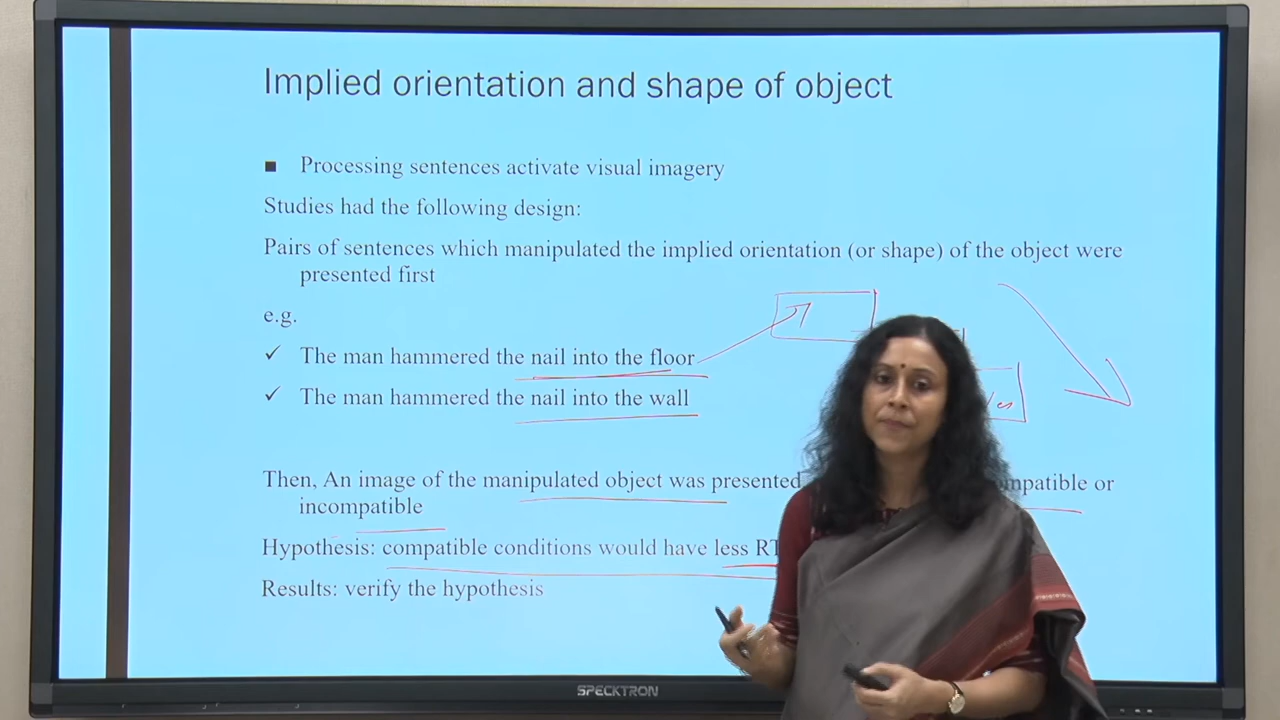 Implied orientation and shape of object
■ Processing sentences activate visual imagery
Studies had the following design:
Pairs of sentences which manipulated the implied orientation (or shape) of the object were
presented first
e.g.
✓ The man hammered the nail into the floor
✓ The man hammered the nail into the wall
Then, An image of the manipulated object was presented compatible or
incompatible
Hypothesis: compatible conditions would have less RT
Results: verify the hypothesis
SPECKTRON